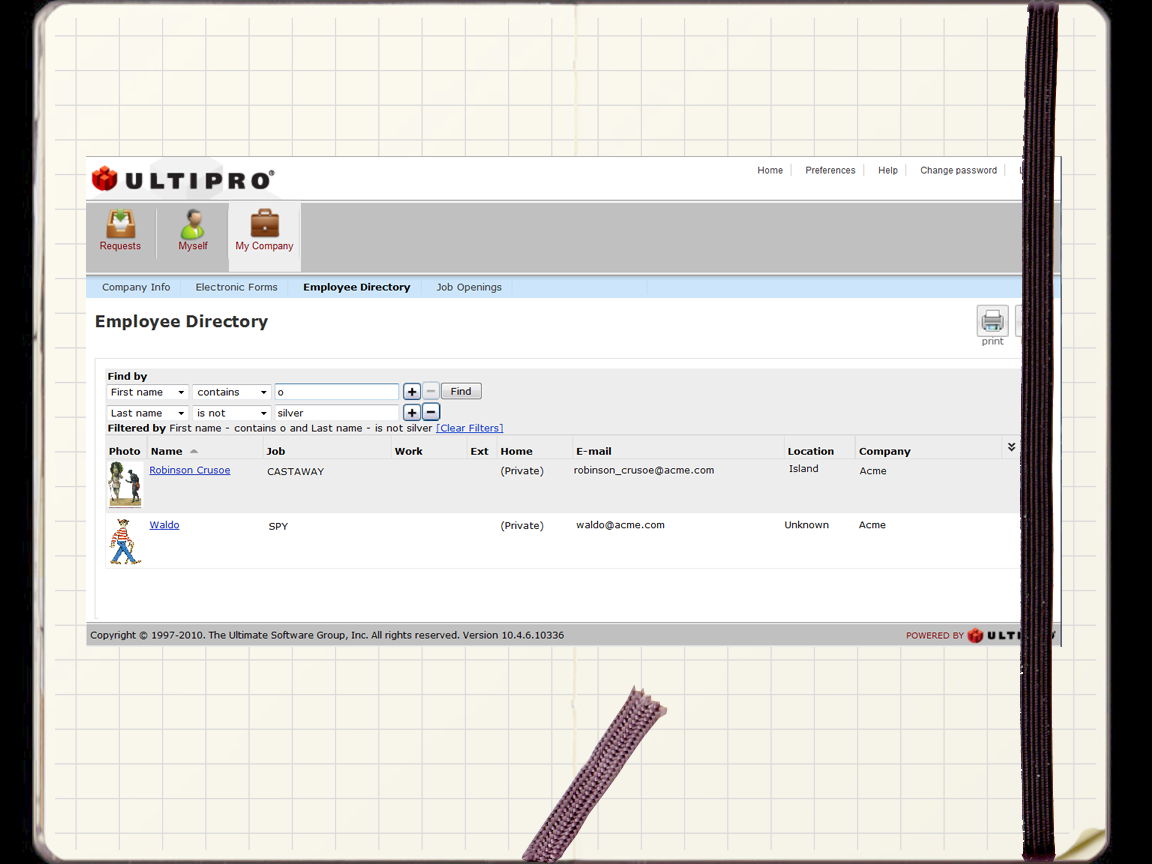 ULTIPRO®
Home Preferences Help Change password
Requests Myself My Company
Company Info Electronic Forms Employee Directory Job Openings
Employee Directory
print
Find by
First name contains o + − Find
Last name is not silver + −
Filtered by First name - contains o and Last name - is not silver [Clear Filters]
Photo Name Job Work Ext Home E-mail Location Company
Robinson Crusoe CASTAWAY (Private) robinson_crusoe@acme.com Island Acme
Waldo SPY (Private) waldo@acme.com Unknown Acme
Copyright © 1997-2010. The Ultimate Software Group, Inc. All rights reserved. Version 10.4.6.10336 POWERED BY